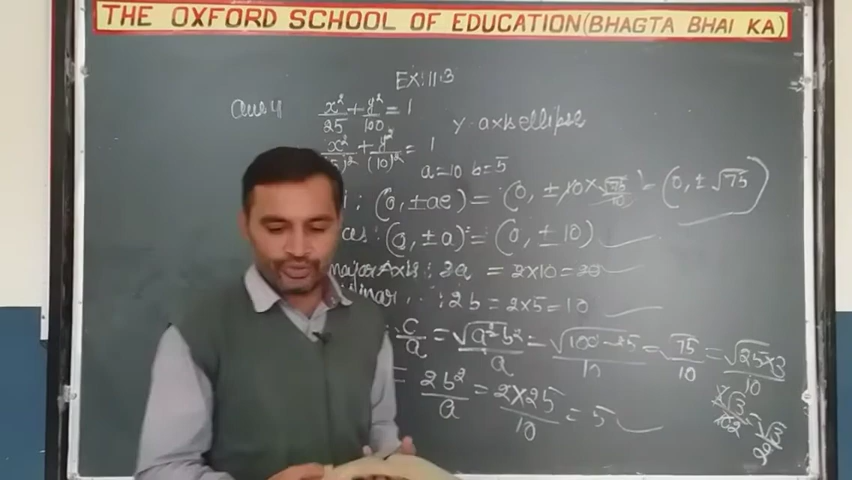 THE OXFORD SCHOOL OF EDUCATION(BHAGTA BHAI KA)
EX:11.3
Que 4 x²/25 + y²/100 = 1
y-axis ellipse
x²/(5)² + y²/(10)² = 1
a=10 b=5
; (0, ±ae) = (0, ±10×√75/10) = (0, ±√75)
: (0, ±a) = (0, ±10)
major Axis : 2a = 2×10=20
: 2b = 2×5=10
c/a = √a²-b²/a = √100-25/10 = √75/10 = √25×3/10
= 2b²/a = 2×25/10 = 5